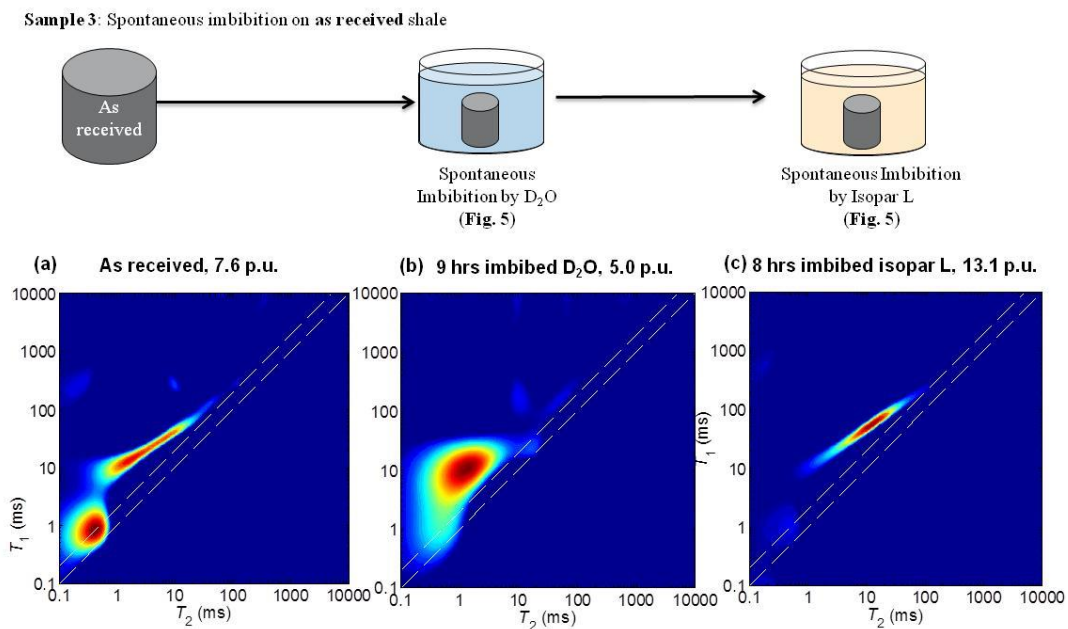 Sample 3: Spontaneous imbibition on as received shale
As
received
Spontaneous
Imbibition by D₂O
(Fig. 5)
Spontaneous Imbibition
by Isopar L
(Fig. 5)
(a) As received, 7.6 p.u.
10000
1000
100
10
1
0.1
T₁ (ms)
0.1 1 10 100 1000 10000
T₂ (ms)
(b) 9 hrs imbibed D₂O, 5.0 p.u.
10000
1000
100
10
1
0.1
0.1 1 10 100 1000 10000
T₂ (ms)
(c) 8 hrs imbibed isopar L, 13.1 p.u.
10000
1000
100
10
1
0.1
T₁ (ms)
0.1 1 10 100 1000 10000
T₂ (ms)